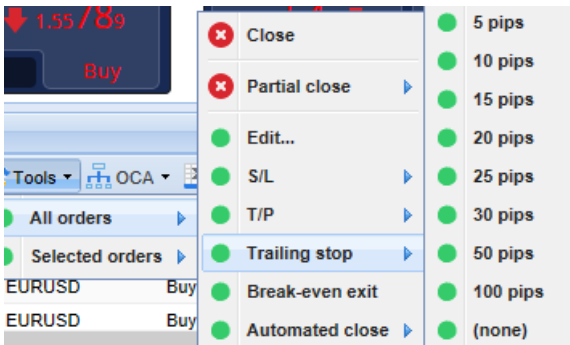 1.55789
Buy
Tools
OCA
All orders
Selected orders
EURUSD Buy
EURUSD Buy
Close
Partial close
Edit...
S/L
T/P
Trailing stop
Break-even exit
Automated close
5 pips
10 pips
15 pips
20 pips
25 pips
30 pips
50 pips
100 pips
(none)